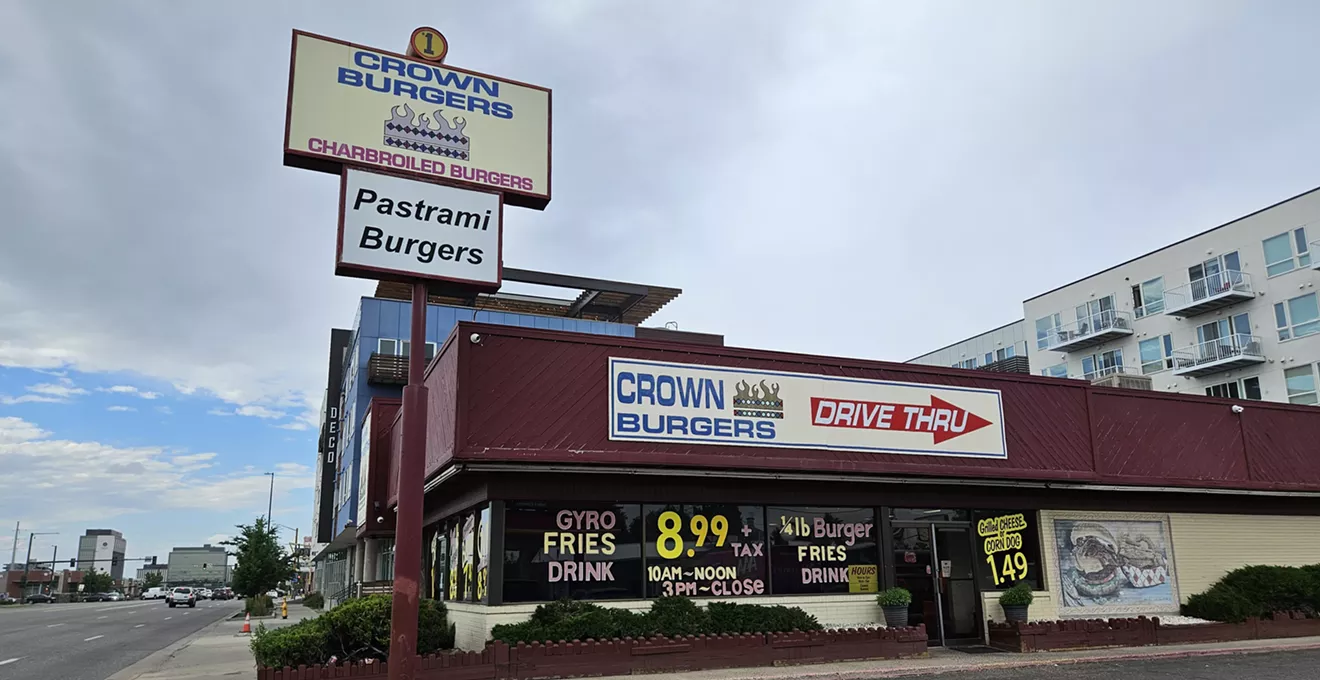 1
CROWN
BURGERS
CHARBROILED BURGERS
Pastrami
Burgers
DECO
CROWN
BURGERS
DRIVE THRU
GYRO
FRIES
DRINK
8.99 +
TAX
10AM~NOON
3PM~CLOSE
¼lb Burger
FRIES
DRINK
HOURS
Grilled CHEESE
or
CORN DOG
1.49